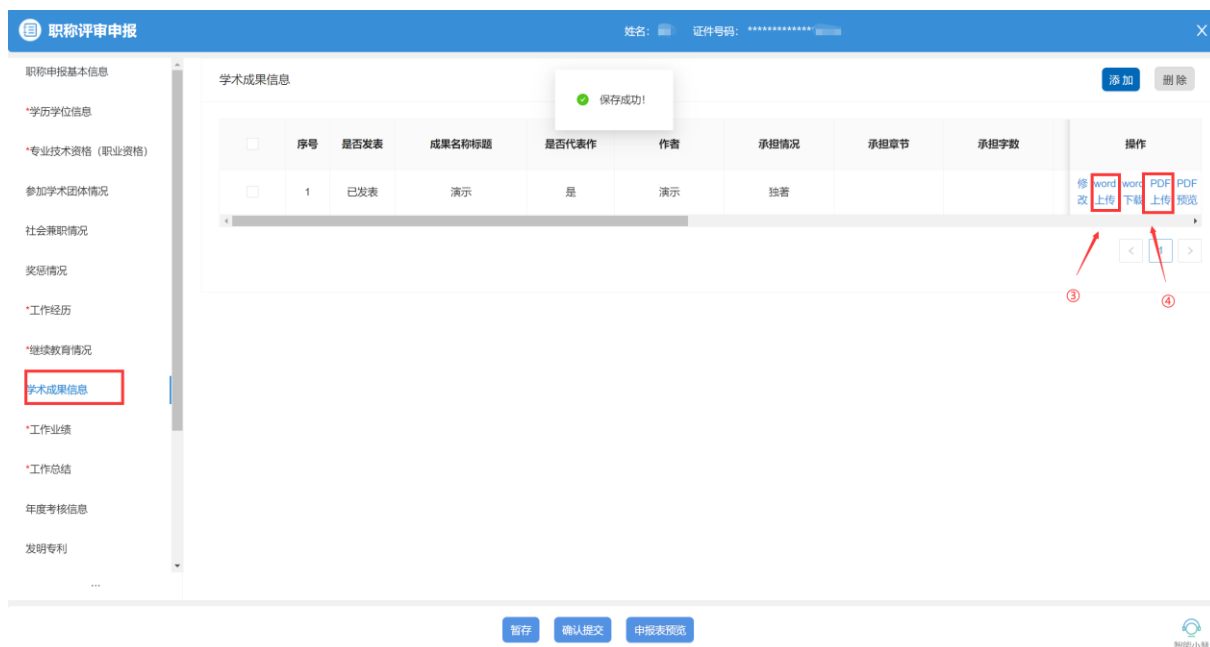 职称评审申报
姓名： 证件号码：*************
职称申报基本信息
*学历学位信息
*专业技术资格（职业资格）
参加学术团体情况
社会兼职情况
奖惩情况
*工作经历
*继续教育情况
学术成果信息
*工作业绩
*工作总结
年度考核信息
发明专利
...
学术成果信息
保存成功!
添加 删除
序号 是否发表 成果名称标题 是否代表作 作者 承担情况 承担章节 承担字数 操作
1 已发表 演示 是 演示 独著 修改 word上传 word下载 PDF上传 PDF预览
< 1 >
③ ④
暂存 确认提交 申报表预览